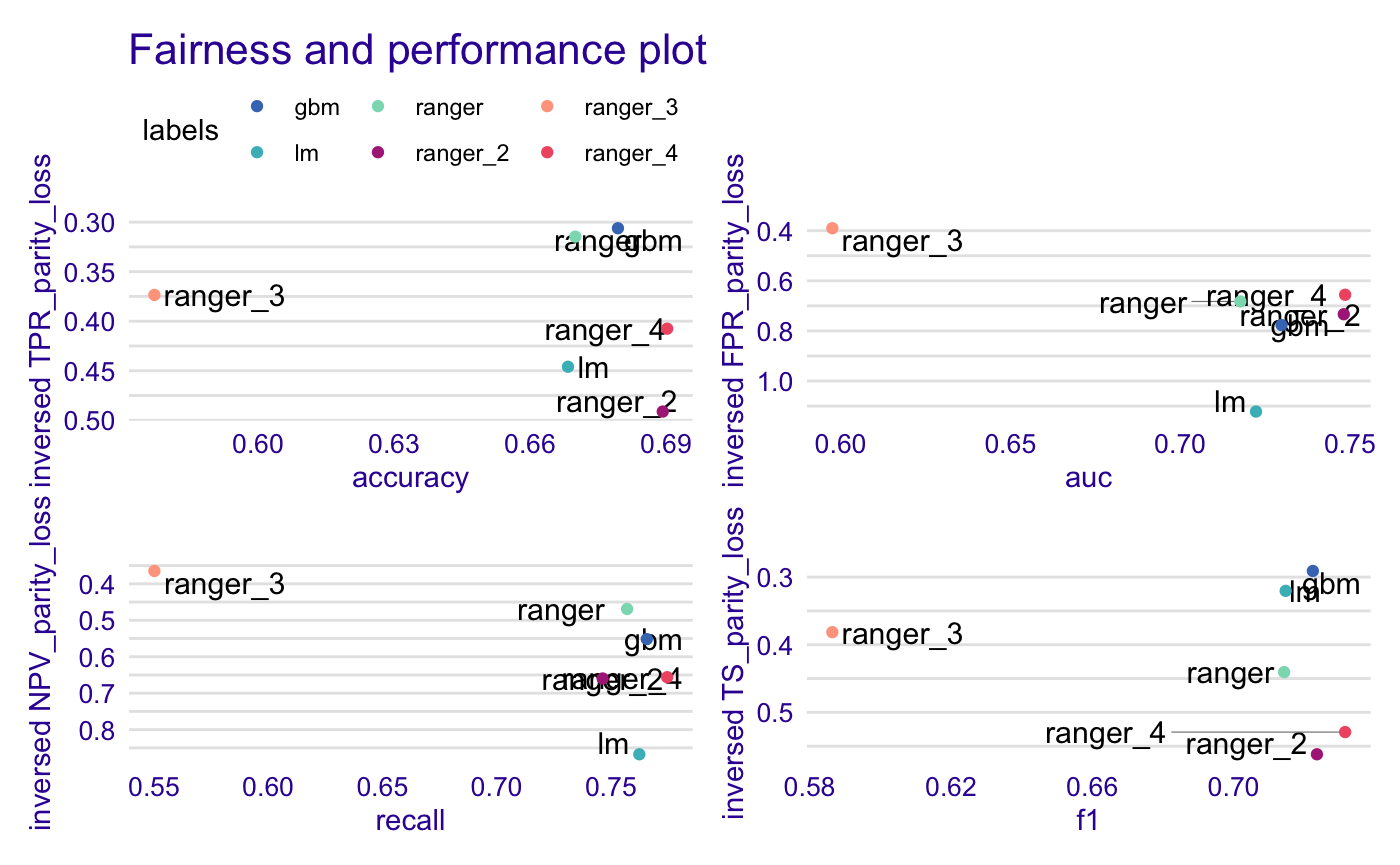 Fairness and performance plot
labels
gbm ranger ranger_3
lm ranger_2 ranger_4
inversed TPR_parity_loss
0.30
0.35
0.40
0.45
0.50
ranger
gbm
ranger_3
ranger_4
lm
ranger_2
0.60 0.63 0.66 0.69
accuracy
inversed FPR_parity_loss
0.4
0.6
0.8
1.0
ranger_3
ranger_4
ranger
ranger_2
gbm
lm
0.60 0.65 0.70 0.75
auc
inversed NPV_parity_loss
0.4
0.5
0.6
0.7
0.8
ranger_3
ranger
gbm
ranger_2
ranger_4
lm
0.55 0.60 0.65 0.70 0.75
recall
inversed TS_parity_loss
0.3
0.4
0.5
gbm
lm
ranger_3
ranger
ranger_4
ranger_2
0.58 0.62 0.66 0.70
f1